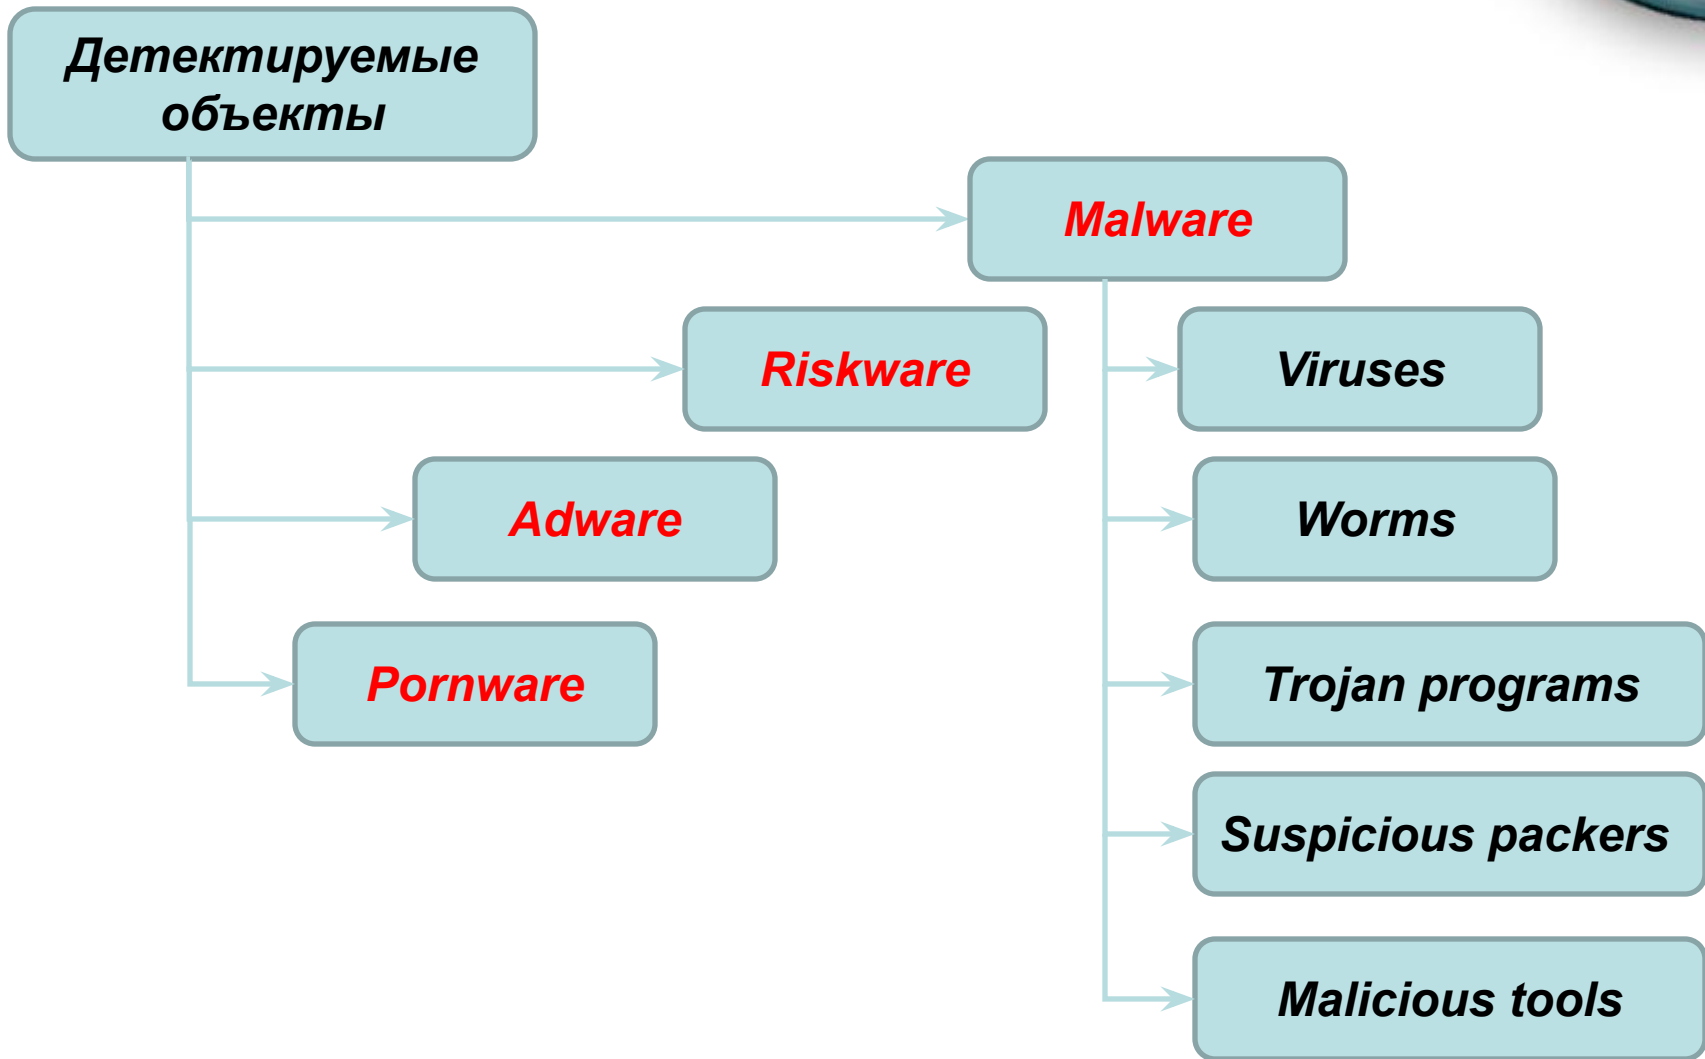 Детектируемые
объекты
Malware
Riskware
Viruses
Adware
Worms
Pornware
Trojan programs
Suspicious packers
Malicious tools